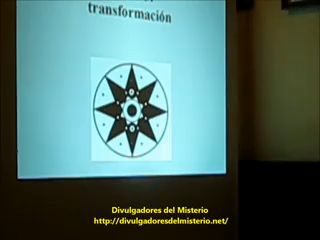 transformación
Divulgadores del Misterio
http://divulgadoresdelmisterio.net/